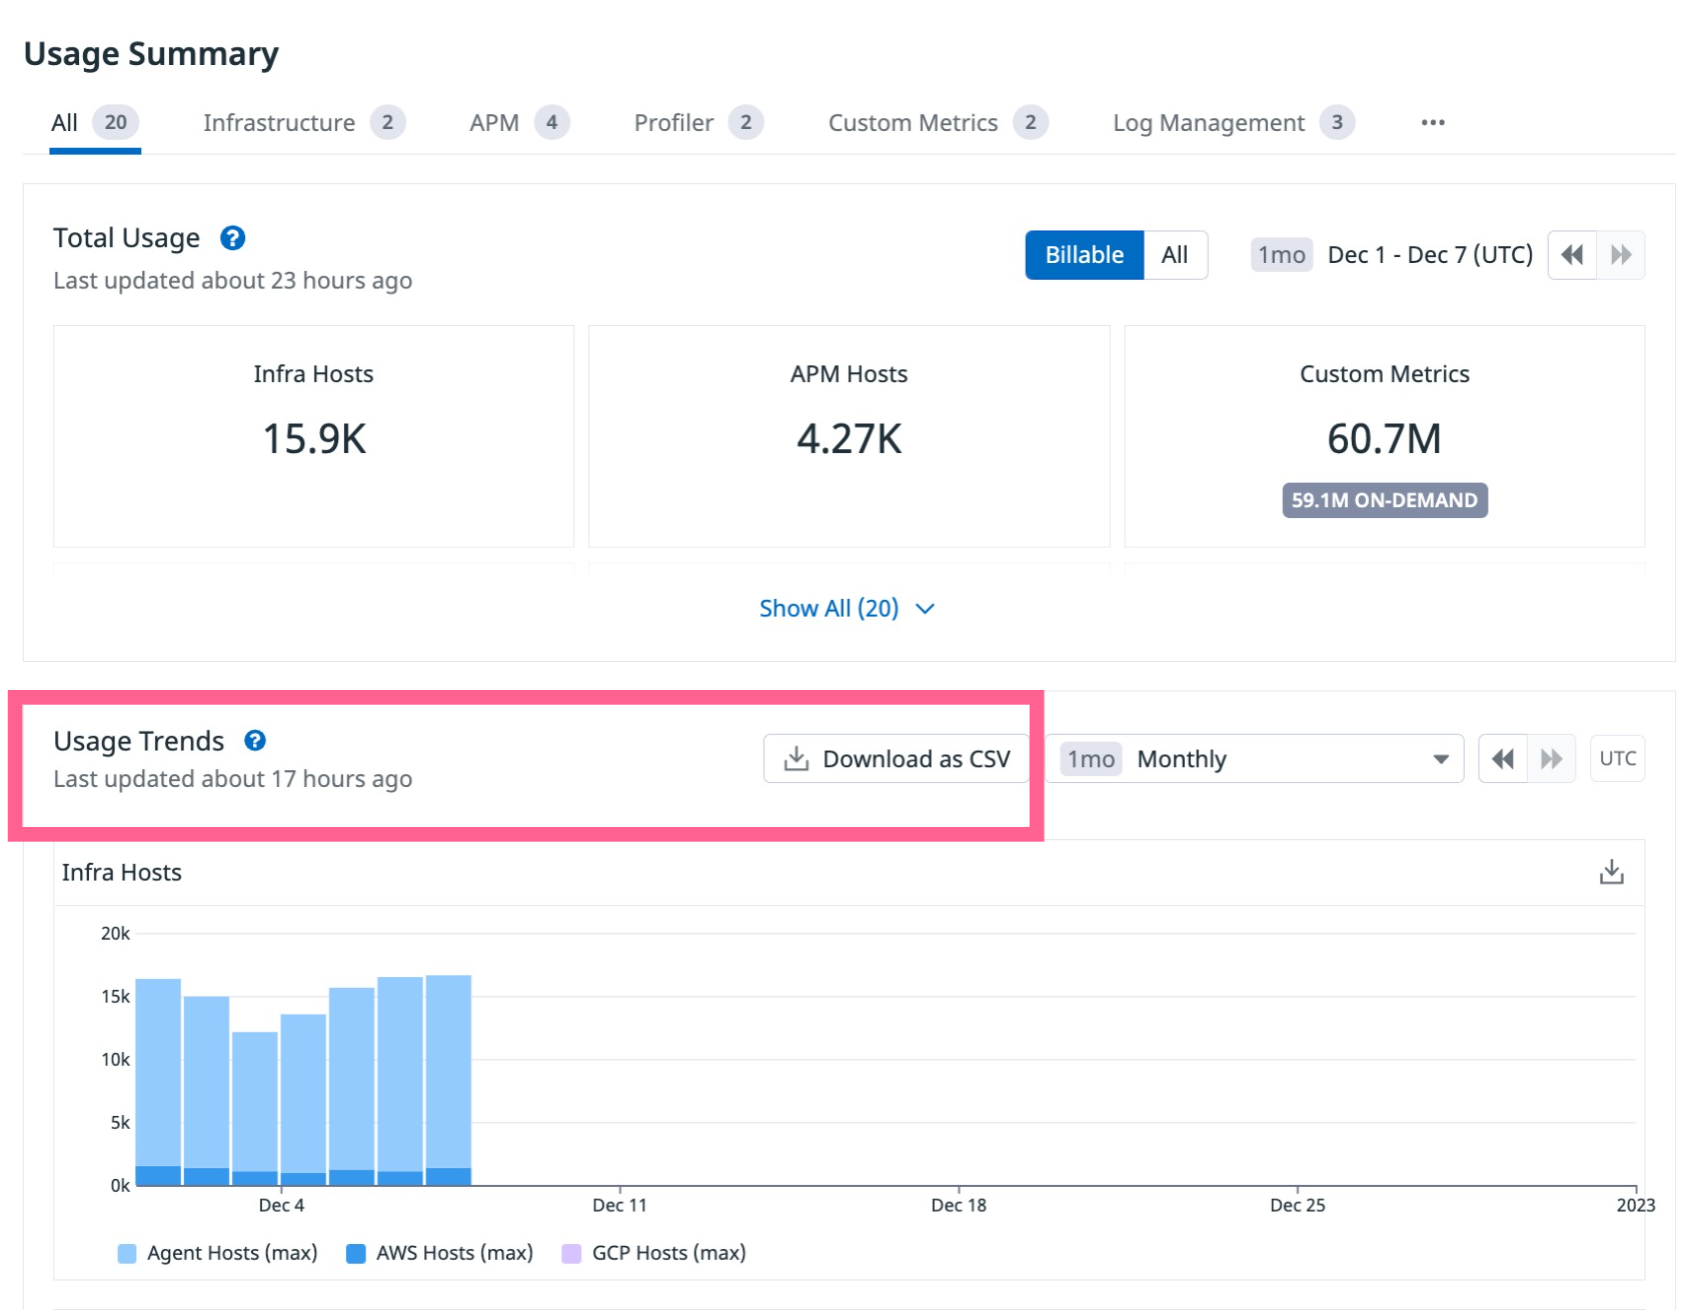 Usage Summary
All 20 Infrastructure 2 APM 4 Profiler 2 Custom Metrics 2 Log Management 3 •••
Total Usage ?
Last updated about 23 hours ago
Billable All 1mo Dec 1 - Dec 7 (UTC)
Infra Hosts
15.9K
APM Hosts
4.27K
Custom Metrics
60.7M
59.1M ON-DEMAND
Show All (20)
Usage Trends ?
Last updated about 17 hours ago
Download as CSV 1mo Monthly UTC
Infra Hosts
20k
15k
10k
5k
0k
Dec 4 Dec 11 Dec 18 Dec 25 2023
Agent Hosts (max) AWS Hosts (max) GCP Hosts (max)